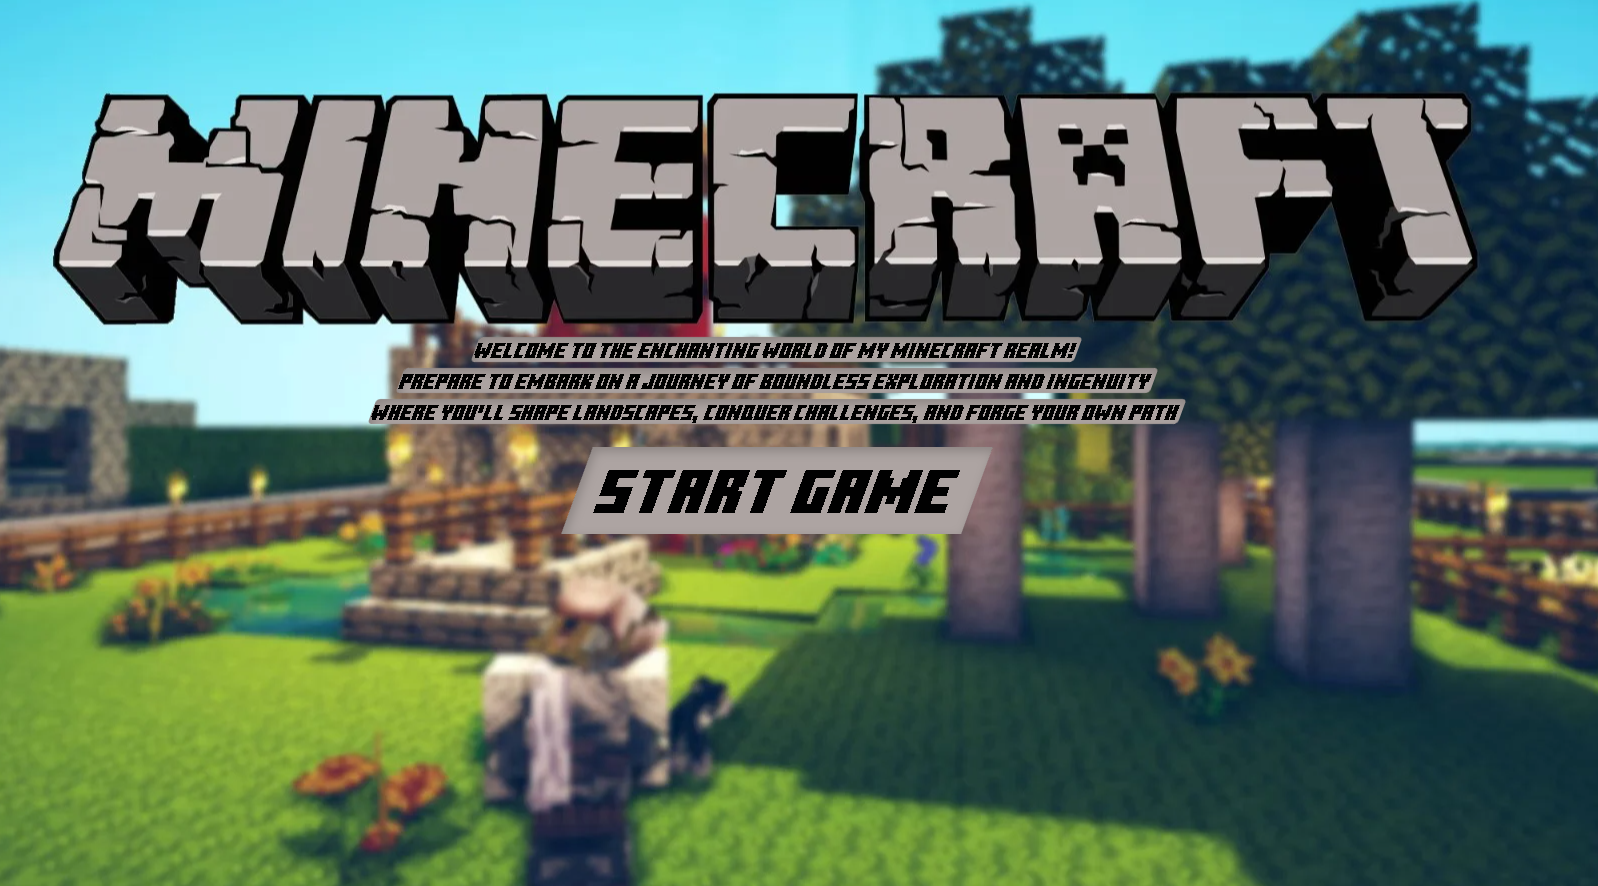 MINECRAFT
WELCOME TO THE ENCHANTING WORLD OF MY MINECRAFT REALM!
PREPARE TO EMBARK ON A JOURNEY OF BOUNDLESS EXPLORATION AND INGENUITY
WHERE YOU'LL SHAPE LANDSCAPES, CONQUER CHALLENGES, AND FORGE YOUR OWN PATH
START GAME